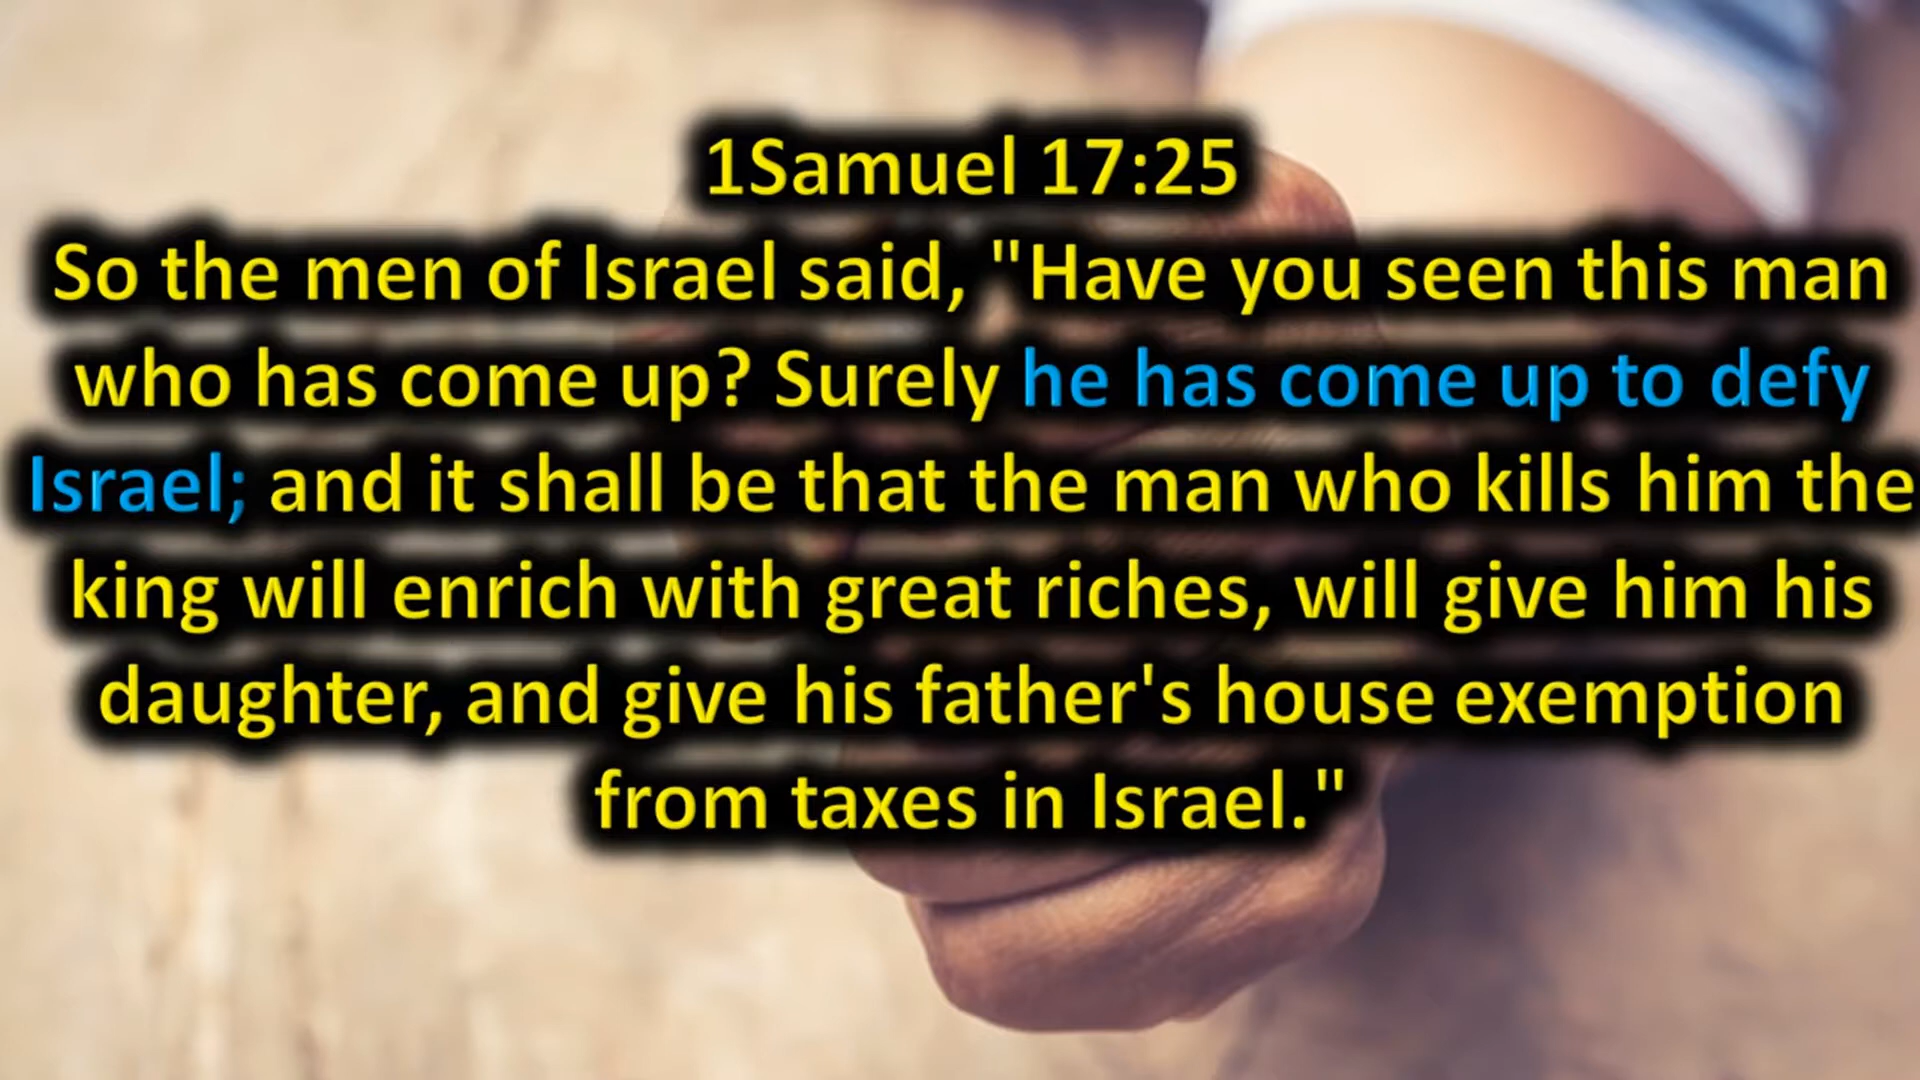 1Samuel 17:25
So the men of Israel said, "Have you seen this man
who has come up? Surely he has come up to defy
Israel; and it shall be that the man who kills him the
king will enrich with great riches, will give him his
daughter, and give his father's house exemption
from taxes in Israel."